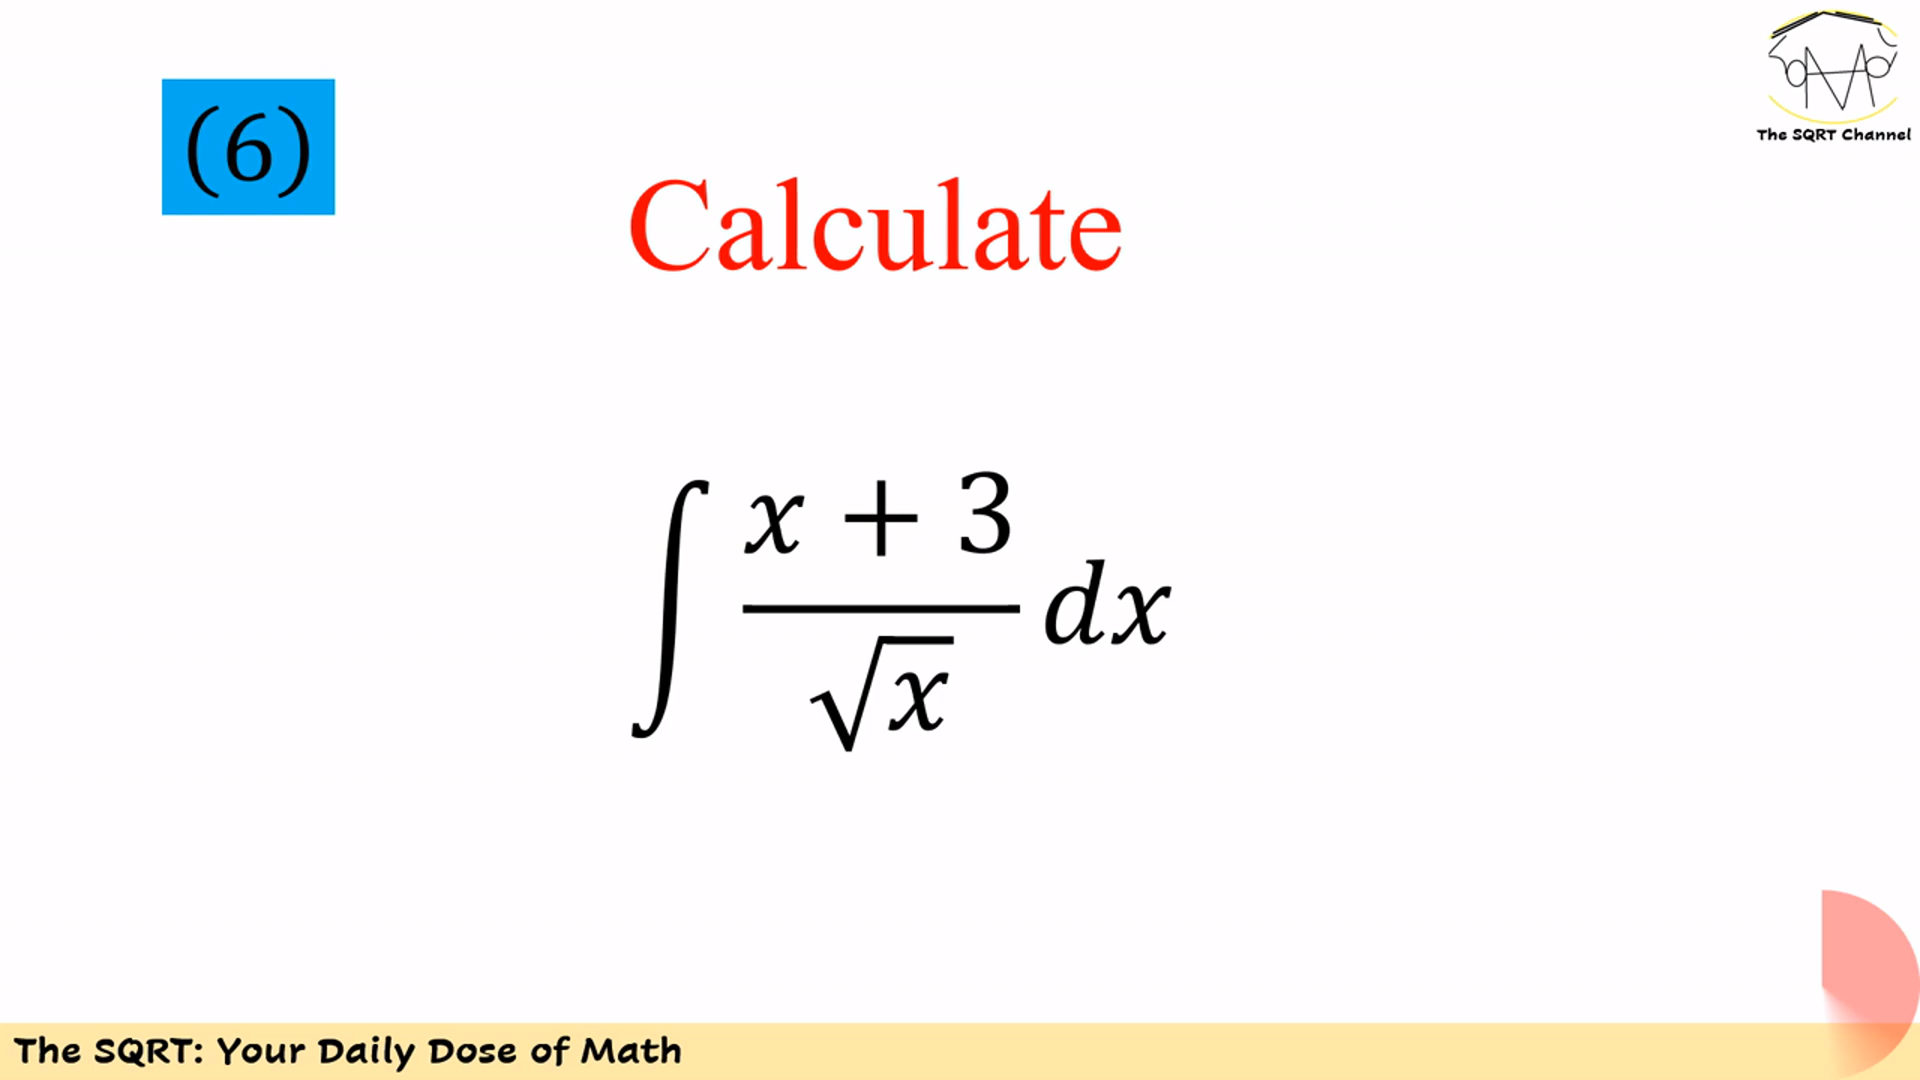 (6)
The SQRT Channel
Calculate
∫ (x + 3)/√x dx
The SQRT: Your Daily Dose of Math